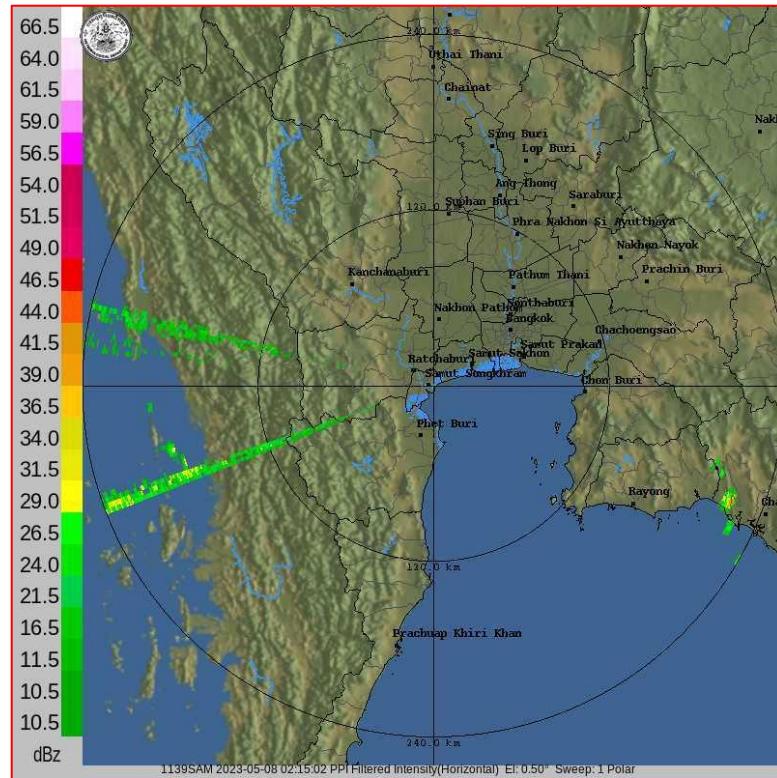 66.5
64.0
61.5
59.0
56.5
54.0
51.5
49.0
46.5
44.0
41.5
39.0
36.5
34.0
31.5
29.0
26.5
24.0
21.5
16.5
11.5
10.5
10.5
dBz
240.0 km
Uthai Thani
Chainat
Sing Buri
Lop Buri
Ang Thong
Saraburi
Suphan Buri
120.0 km
Phra Nakhon Si Ayutthaya
Nakhon Nayok
Kanchanaburi
Pathum Thani
Prachin Buri
Nonthaburi
Nakhon Pathom
Bangkok
Chachoengsao
Samut Prakan
Samut Sakhon
Ratchaburi
Samut Songkhram
Chon Buri
Phet Buri
Rayong
120.0 km
Prachuap Khiri Khan
240.0 km
1139SAM 2023-05-08 02:15:02 PPI Filtered Intensity(Horizontal) El: 0.50° Sweep: 1 Polar